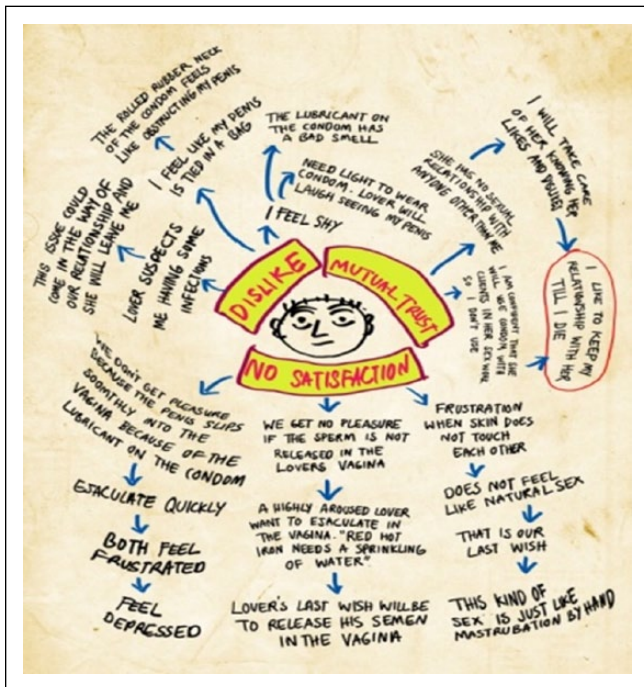 THE ROLLED RUBBER NECK
OF THE CONDOM FEELS
LIKE OBSTRUCTING MY PENIS
I FEEL LIKE MY PENIS
IS TIED IN A BAG
THE LUBRICANT ON
THE CONDOM HAS
A BAD SMELL
NEED LIGHT TO WEAR
CONDOM. LOVER WILL
LAUGH SEEING MY PENIS
I FEEL SHY
THIS ISSUE COULD
COME IN THE WAY OF
OUR RELATIONSHIP AND
SHE WILL LEAVE ME
LOVER SUSPECTS
ME HAVING SOME
INFECTIONS
DISLIKE
MUTUAL TRUST
SHE HAS NO SEXUAL
RELATIONSHIP WITH
ANYONE OTHER THAN ME
I WILL TAKE CARE
OF HER KNOWING HER
LIKES AND
I AM CONFIDENT THAT SHE
WILL USE CONDOM WITH
CLIENTS IN HER SEX WORK
SO I DON'T USE
I LIKE TO KEEP MY
RELATIONSHIP WITH HER
TILL I DIE
NO SATISFACTION
WE DON'T GET PLEASURE
BECAUSE THE PENIS SLIPS
SOOMTHLY INTO THE
VAGINA BECAUSE OF THE
LUBRICANT ON THE CONDOM
EJACULATE QUICKLY
BOTH FEEL
FRUSTRATED
FEEL
DEPRESSED
WE GET NO PLEASURE
IF THE SPERM IS NOT
RELEASED IN THE
LOVERS VAGINA
A HIGHLY AROUSED LOVER
WANT TO EJACULATE IN
THE VAGINA. "RED HOT
IRON NEEDS A SPRINKLING
OF WATER"
LOVER'S LAST WISH WILL BE
TO RELEASE HIS SEMEN
IN THE VAGINA
FRUSTRATION
WHEN SKIN DOES
NOT TOUCH
EACH OTHER
DOES NOT FEEL
LIKE NATURAL SEX
THAT IS OUR
LAST WISH
THIS KIND OF
SEX IS JUST LIKE
MASTRUBATION BY HAND